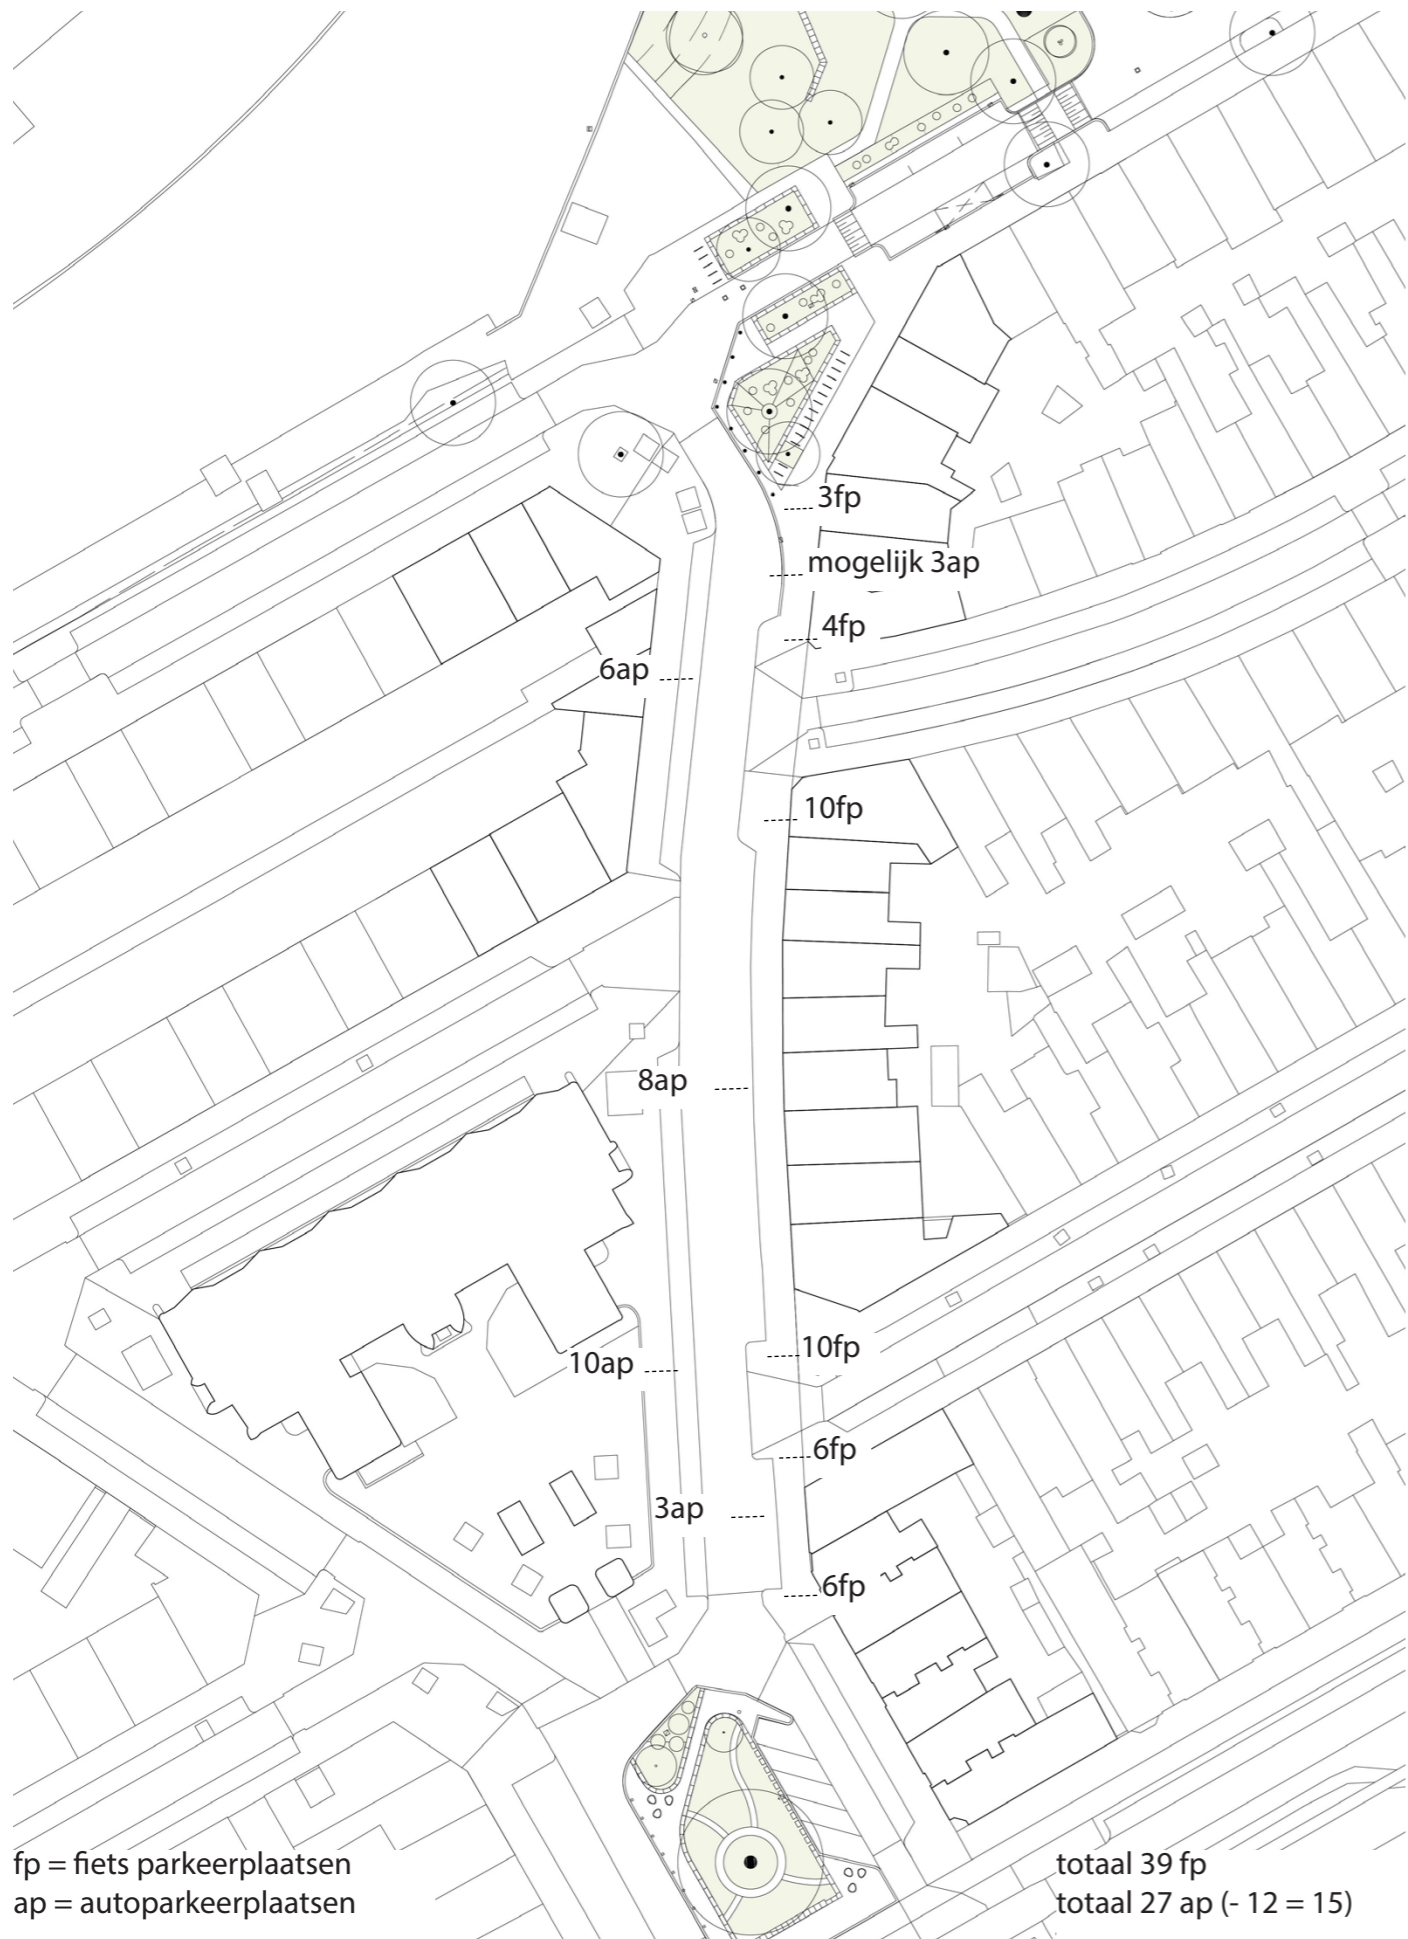 3fp
mogelijk 3ap
4fp
6ap
10fp
8ap
10fp
10ap
6fp
3ap
6fp
fp = fiets parkeerplaatsen
ap = autoparkeerplaatsen
totaal 39 fp
totaal 27 ap (- 12 = 15)